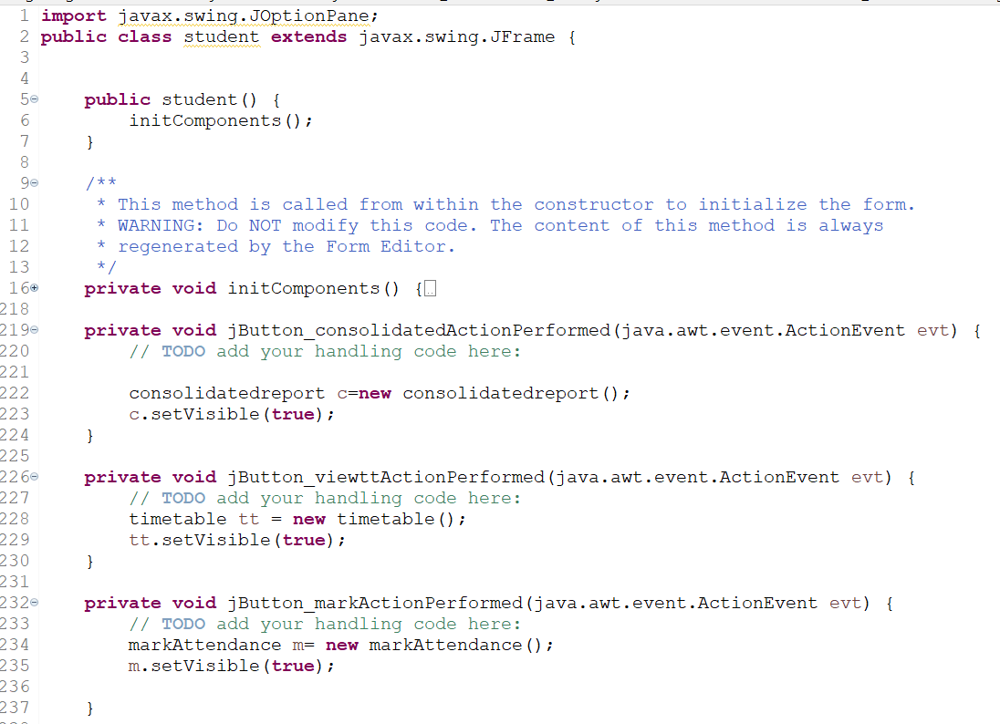 1 import javax.swing.JOptionPane;
2 public class student extends javax.swing.JFrame {
3
4
5 public student() {
6 initComponents();
7 }
8
9 /**
10 * This method is called from within the constructor to initialize the form.
11 * WARNING: Do NOT modify this code. The content of this method is always
12 * regenerated by the Form Editor.
13 */
16 private void initComponents() {..
218
219 private void jButton_consolidatedActionPerformed(java.awt.event.ActionEvent evt) {
220 // TODO add your handling code here:
221
222 consolidatedreport c=new consolidatedreport();
223 c.setVisible(true);
224 }
225
226 private void jButton_viewttActionPerformed(java.awt.event.ActionEvent evt) {
227 // TODO add your handling code here:
228 timetable tt = new timetable();
229 tt.setVisible(true);
230 }
231
232 private void jButton_markActionPerformed(java.awt.event.ActionEvent evt) {
233 // TODO add your handling code here:
234 markAttendance m= new markAttendance();
235 m.setVisible(true);
236
237 }